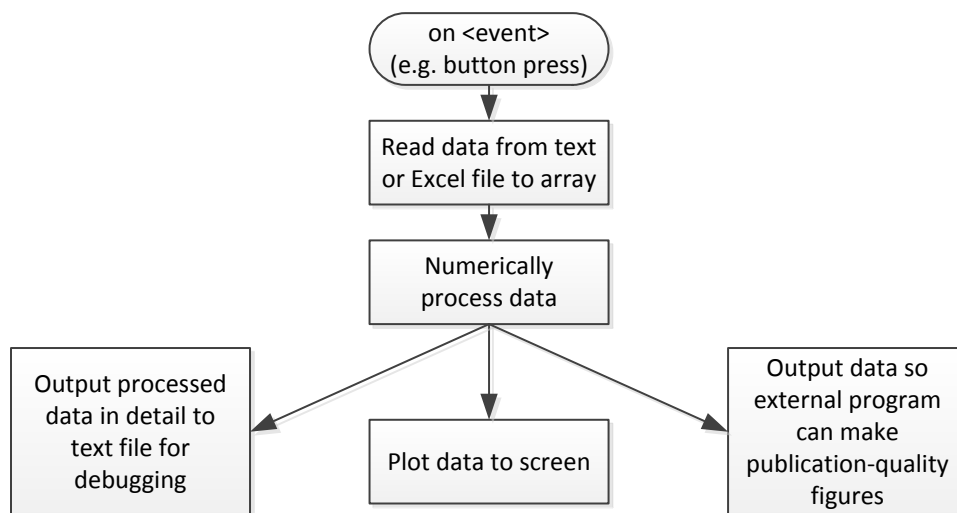 on <event>
(e.g. button press)
Read data from text
or Excel file to array
Numerically
process data
Output processed
data in detail to
text file for
debugging
Plot data to screen
Output data so
external program
can make
publication-quality
figures